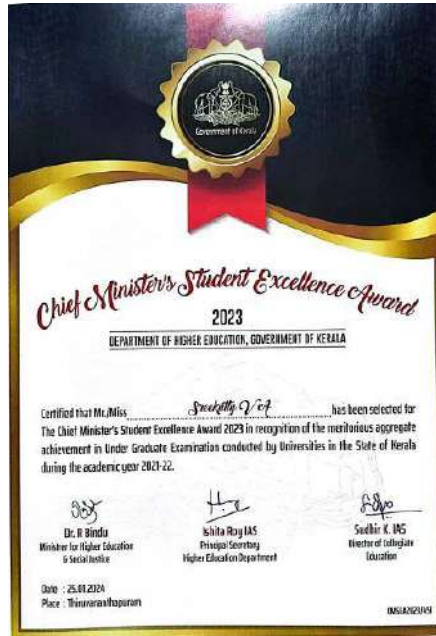 Government of Kerala
Chief Minister's Student Excellence Award
2023
DEPARTMENT OF HIGHER EDUCATION, GOVERNMENT OF KERALA
Certified that Mr./Miss V A has been selected for
The Chief Minister's Student Excellence Award 2023 in recognition of the meritorious aggregate
achievement in Under Graduate Examination conducted by Universities in the State of Kerala
during the academic year 2021-22.
Dr. R Bindu
Minister for Higher Education
& Social Justice
Ishita Roy IAS
Principal Secretary
Higher Education Department
Sudhir K. IAS
Director of Collegiate
Education
Date : 25.01.2024
Place : Thiruvananthapuram